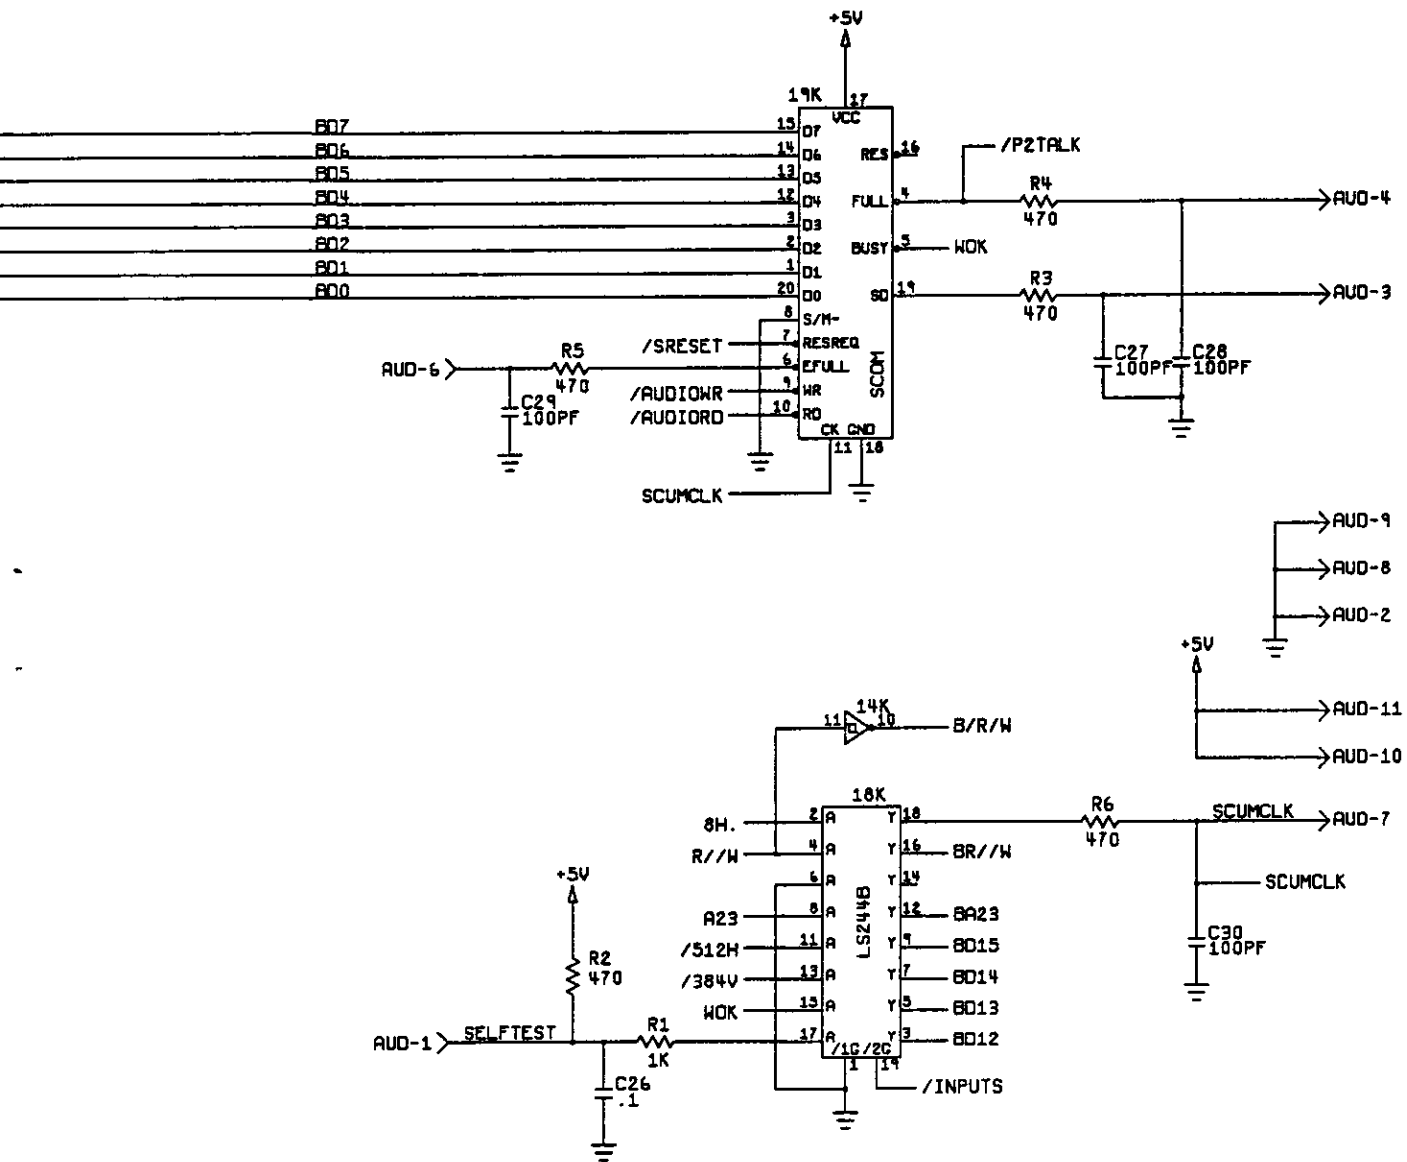 +5V
19K 17
VCC
BD7 15 D7
BD6 14 D6 RES 16 /P2TALK
BD5 13 D5
BD4 12 D4 FULL 4 R4 470 AUD-4
BD3 3 D3
BD2 2 D2 BUSY 5 WOK
BD1 1 D1
BD0 20 D0 SD 19 R3 470 AUD-3
8 S/M-
/SRESET 7 RESREQ
AUD-6 R5 470 6 EFULL
SCOM
C27 100PF C28 100PF
/AUDIOWR 9 WR
C29 100PF
/AUDIORD 10 RD
CK GND
11 18
SCUMCLK
AUD-9
AUD-8
AUD-2
+5V
AUD-11
AUD-10
14K
11 10 B/R/W
18K
8H. 2 A Y 18 R6 470 SCUMCLK AUD-7
R//W 4 A Y 16 BR//W
6 A Y 14 SCUMCLK
A23 8 A Y 12 BA23
LS244B
/512H 11 A Y 9 BD15
C30 100PF
/384V 13 A Y 7 BD14
WOK 15 A Y 5 BD13
+5V
R2 470
AUD-1 SELFTEST R1 1K 17 A Y 3 BD12
/1G /2G
1 19
C26 .1
/INPUTS